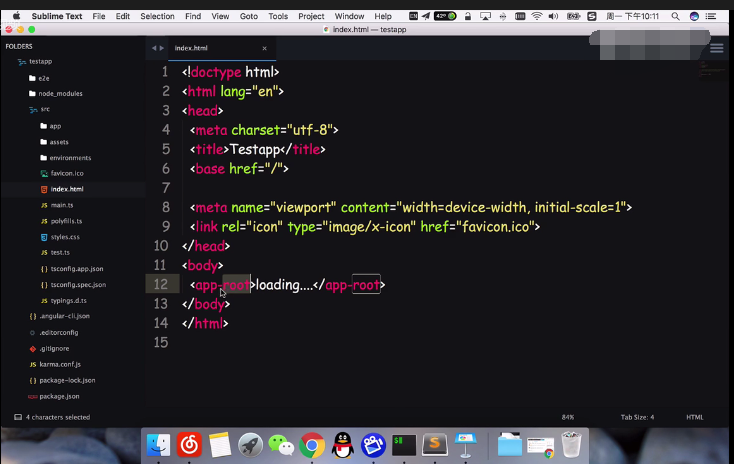 Sublime Text File Edit Selection Find View Goto Tools Project Window Help 42° 周一 下午10:11
index.html — testapp
FOLDERS
testapp
e2e
node_modules
src
app
assets
environments
favicon.ico
index.html
main.ts
polyfills.ts
styles.css
test.ts
tsconfig.app.json
tsconfig.spec.json
typings.d.ts
.angular-cli.json
.editorconfig
.gitignore
karma.conf.js
package-lock.json
package.json
index.html ×
1 <!doctype html>
2 <html lang="en">
3 <head>
4 <meta charset="utf-8">
5 <title>Testapp</title>
6 <base href="/">
7
8 <meta name="viewport" content="width=device-width, initial-scale=1">
9 <link rel="icon" type="image/x-icon" href="favicon.ico">
10 </head>
11 <body>
12 <app-root>loading....</app-root>
13 </body>
14 </html>
15
4 characters selected 84% Tab Size: 4 HTML